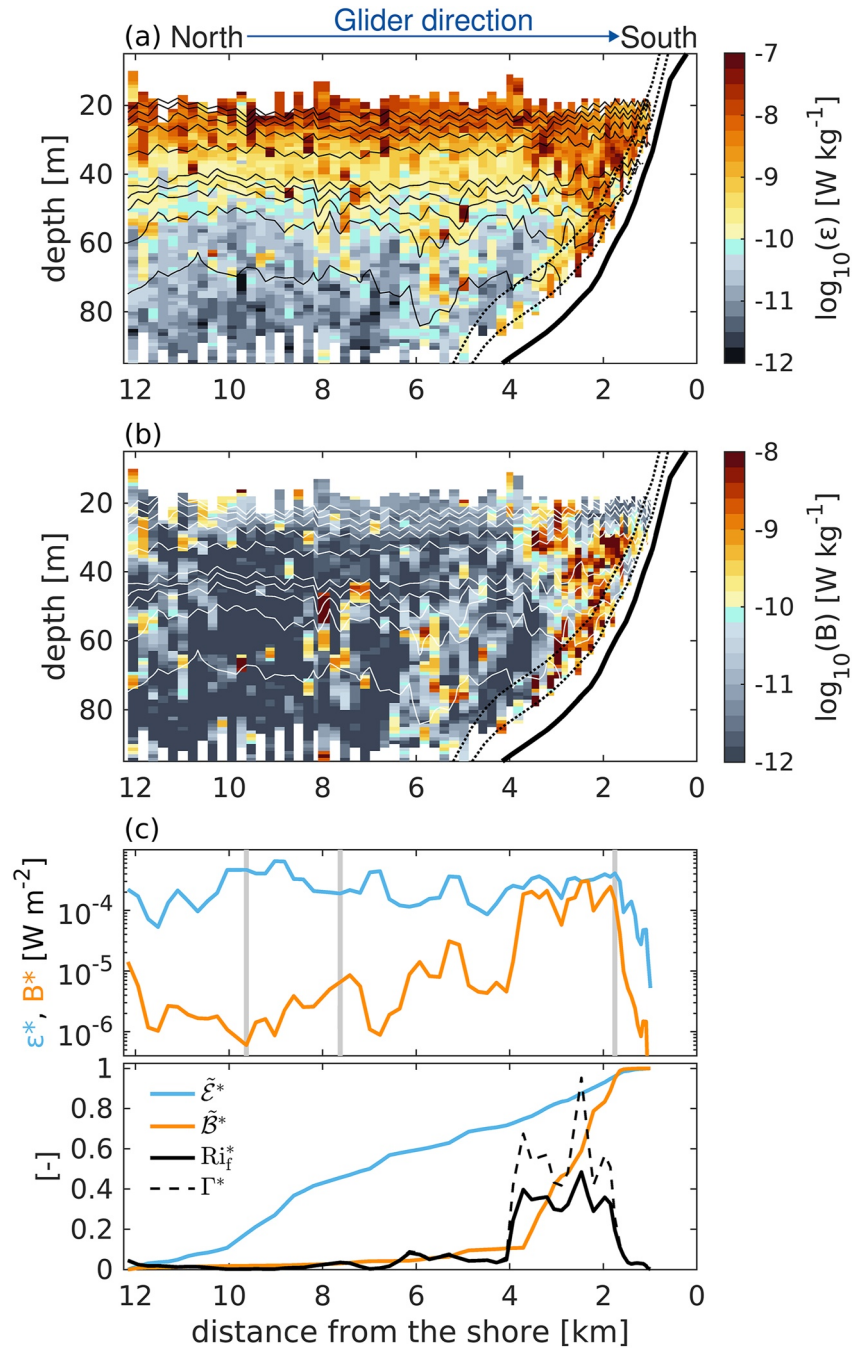 Glider direction
(a) North South
depth [m]
20
40
60
80
12 10 8 6 4 2 0
-7
-8
-9
-10
-11
-12
log10(ε) [W kg-1]
(b)
depth [m]
20
40
60
80
12 10 8 6 4 2 0
-8
-9
-10
-11
-12
log10(B) [W kg-1]
(c)
ε*, B* [W m-2]
10-4
10-5
10-6
[-]
1
0.8
0.6
0.4
0.2
0
ℰ̃*
ℬ̃*
Ri*f
Γ*
12 10 8 6 4 2 0
distance from the shore [km]